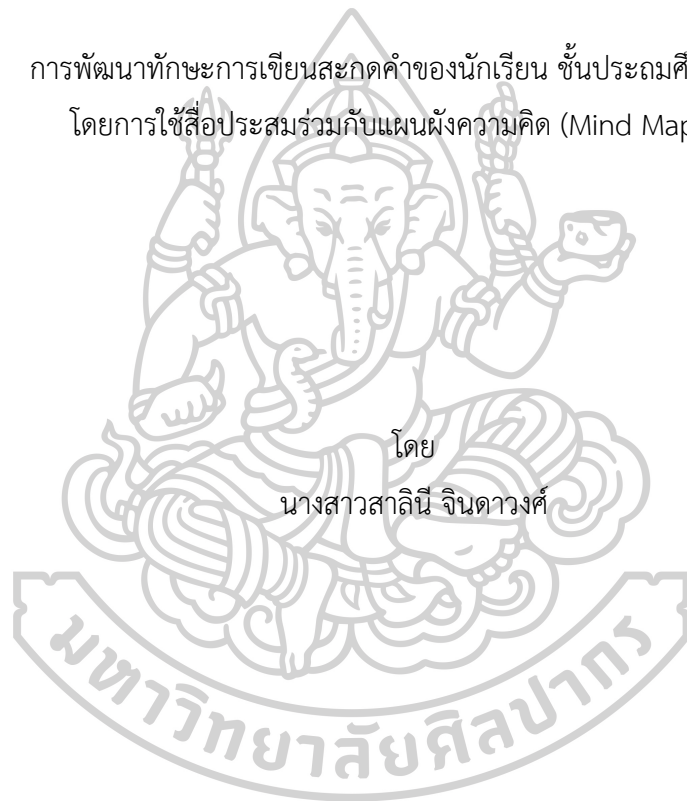 การพัฒนาทักษะการเขียนสะกดคำของนักเรียน ชั้นประถมศึ
โดยการใช้สื่อประสมร่วมกับแผนผังความคิด (Mind Map
โดย
นางสาวสาลินี จินดาวงศ์
มหาวิทยาลัยศิลปากร